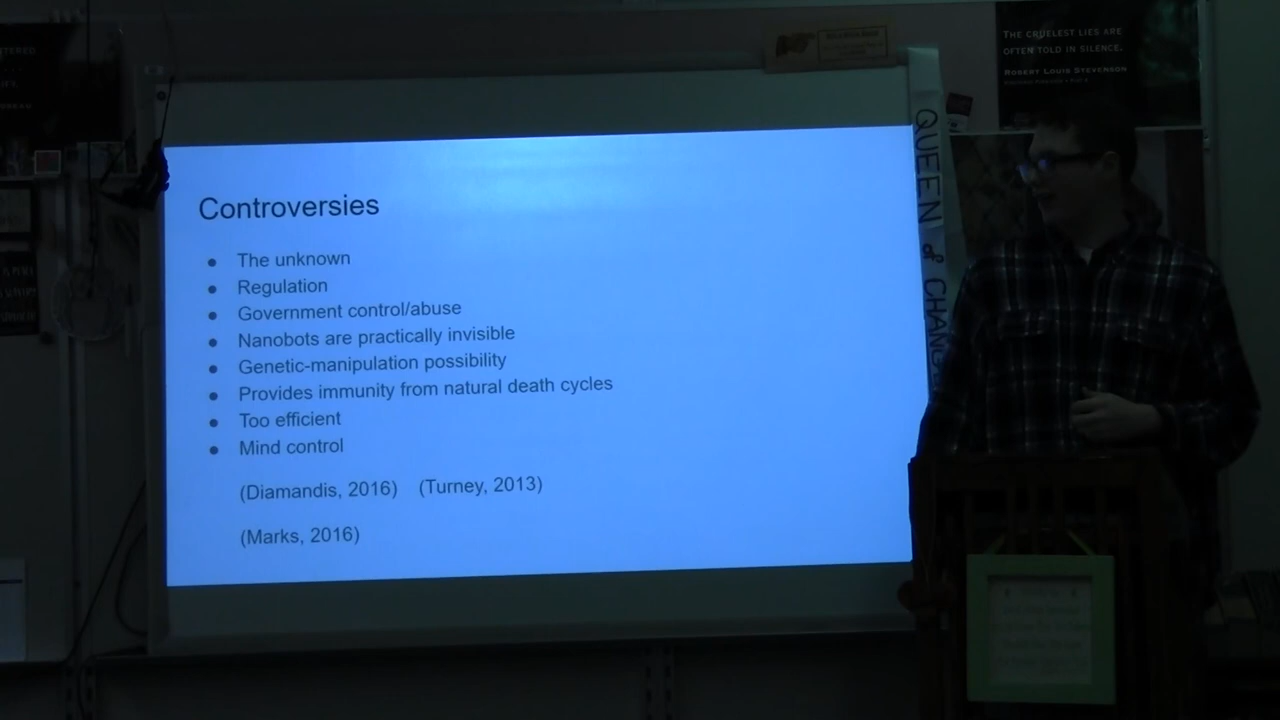 THE CRUELEST LIES ARE
OFTEN TOLD IN SILENCE.
ROBERT LOUIS STEVENSON
QUEEN of CHANG
Controversies
• The unknown
• Regulation
• Government control/abuse
• Nanobots are practically invisible
• Genetic-manipulation possibility
• Provides immunity from natural death cycles
• Too efficient
• Mind control
(Diamandis, 2016) (Turney, 2013)
(Marks, 2016)